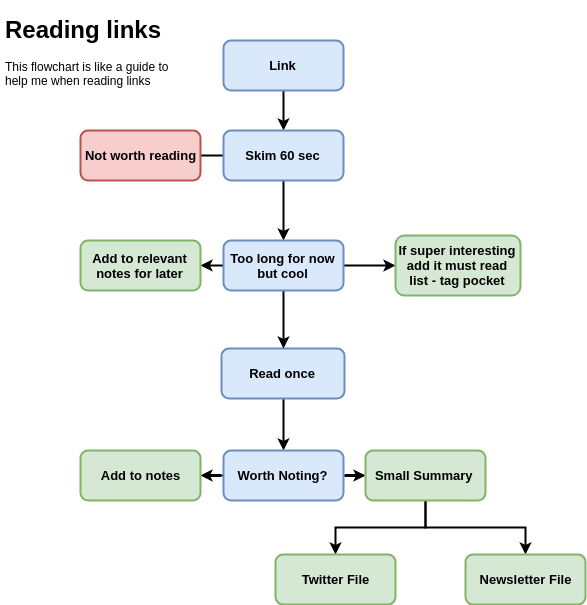 Reading links
This flowchart is like a guide to
help me when reading links
Link
Not worth reading
Skim 60 sec
Add to relevant
notes for later
Too long for now
but cool
If super interesting
add it must read
list - tag pocket
Read once
Add to notes
Worth Noting?
Small Summary
Twitter File
Newsletter File